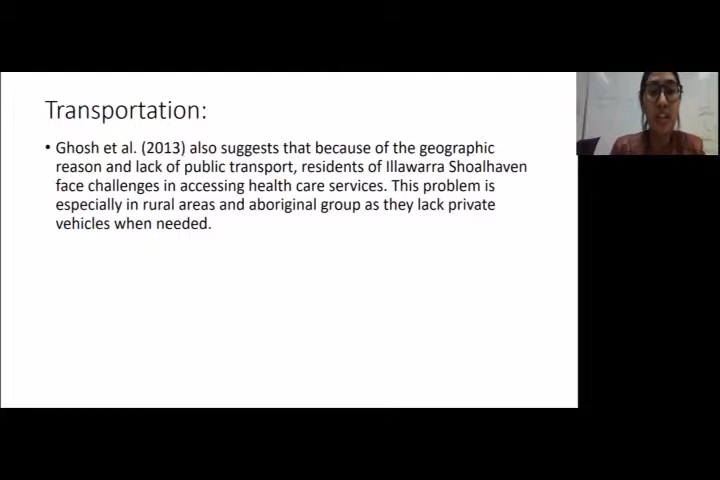 Transportation:
• Ghosh et al. (2013) also suggests that because of the geographic
reason and lack of public transport, residents of Illawarra Shoalhaven
face challenges in accessing health care services. This problem is
especially in rural areas and aboriginal group as they lack private
vehicles when needed.